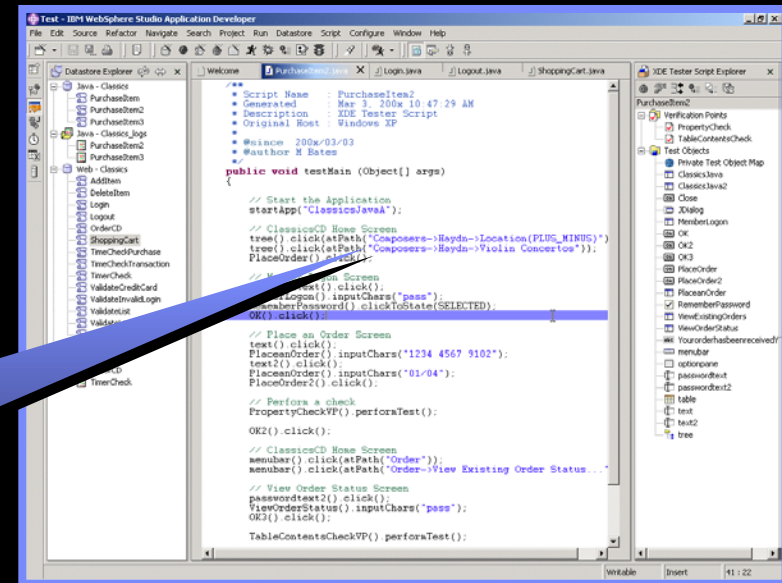 Test - IBM WebSphere Studio Application Developer
File Edit Source Refactor Navigate Search Project Run Datastore Script Configure Window Help
Datastore Explorer
Java - Classics
PurchaseItem
PurchaseItem2
PurchaseItem3
Java - Classics_logs
PurchaseItem2
PurchaseItem3
Web - Classics
AddItem
DeleteItem
Login
Logout
OrderCD
ShoppingCart
TimeCheckPurchase
TimeCheckTransaction
TimerCheck
ValidateCreditCard
ValidateInvalidLogin
ValidateList
TimerCheck
Welcome PurchaseItem2.java Login.java Logout.java ShoppingCart.java
/**
* Script Name : PurchaseItem2
* Generated : Mar 3, 200x 10:47:29 AM
* Description : XDE Tester Script
* Original Host : Windows XP
*
* @since 200x/03/03
* @author M Bates
*/
public void testMain (Object[] args)
{
// Start the Application
startApp("ClassicsJavaA");
// ClassicsCD Home Screen
tree().click(atPath("Composers->Haydn->Location(PLUS_MINUS)")
tree().click(atPath("Composers->Haydn->Violin Concertos"));
PlaceOrder().click();
Screen
.click();
.inputChars("pass");
RememberPassword().clickToState(SELECTED);
OK().click();
// Place an Order Screen
text().click();
PlaceanOrder().inputChars("1234 4567 9102");
text2().click();
PlaceanOrder().inputChars("01/04");
PlaceOrder2().click();
// Perform a check
PropertyCheckVP().performTest();
OK2().click();
// ClassicsCD Home Screen
menubar().click(atPath("Order"));
menubar().click(atPath("Order->View Existing Order Status..."
// View Order Status Screen
passwordtext2().click();
ViewOrderStatus().inputChars("pass");
OK3().click();
TableContentsCheckVP().performTest();
XDE Tester Script Explorer
PurchaseItem2
Verification Points
PropertyCheck
TableContentsCheck
Test Objects
Private Test Object Map
ClassicsJava
ClassicsJava2
Close
JDialog
MemberLogon
OK
OK2
OK3
PlaceOrder
PlaceOrder2
PlaceanOrder
RememberPassword
ViewExistingOrders
ViewOrderStatus
YourorderhasbeenreceivedY
menubar
optionpane
passwordtext
passwordtext2
table
text
text2
tree
Writable Insert 41 : 22